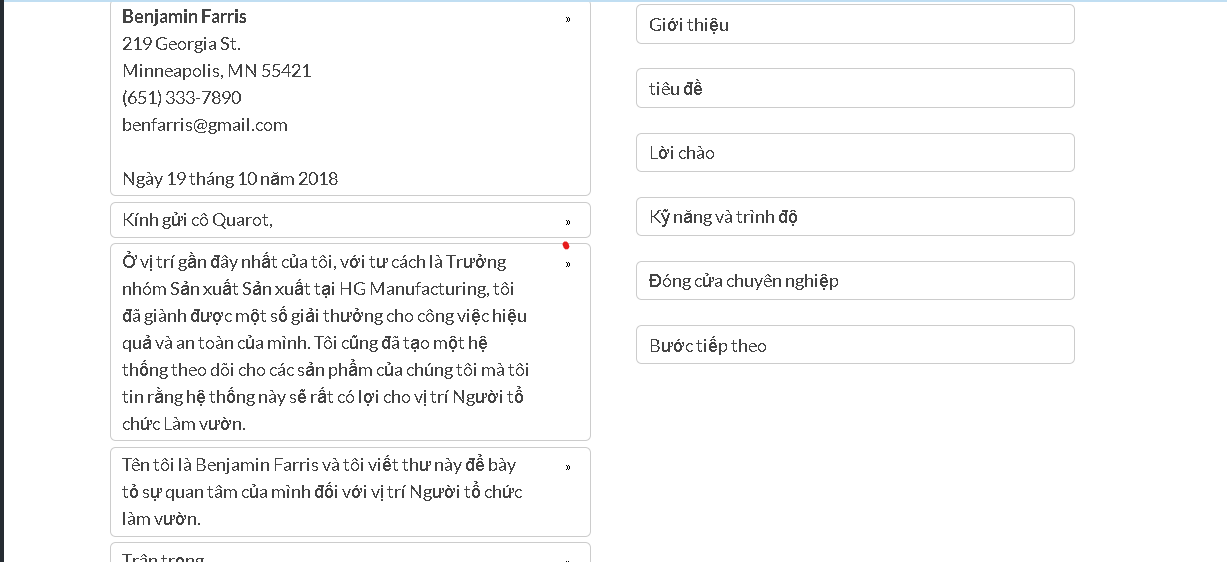 Benjamin Farris
»
219 Georgia St.
Minneapolis, MN 55421
(651) 333-7890
benfarris@gmail.com
Ngày 19 tháng 10 năm 2018
Kính gửi cô Quarot,
»
Ở vị trí gần đây nhất của tôi, với tư cách là Trưởng
»
nhóm Sản xuất Sản xuất tại HG Manufacturing, tôi
đã giành được một số giải thưởng cho công việc hiệu
quả và an toàn của mình. Tôi cũng đã tạo một hệ
thống theo dõi cho các sản phẩm của chúng tôi mà tôi
tin rằng hệ thống này sẽ rất có lợi cho vị trí Người tổ
chức Làm vườn.
Tên tôi là Benjamin Farris và tôi viết thư này để bày
»
tỏ sự quan tâm của mình đối với vị trí Người tổ chức
làm vườn.
Trân trọng
Giới thiệu
tiêu đề
Lời chào
Kỹ năng và trình độ
Đóng cửa chuyên nghiệp
Bước tiếp theo